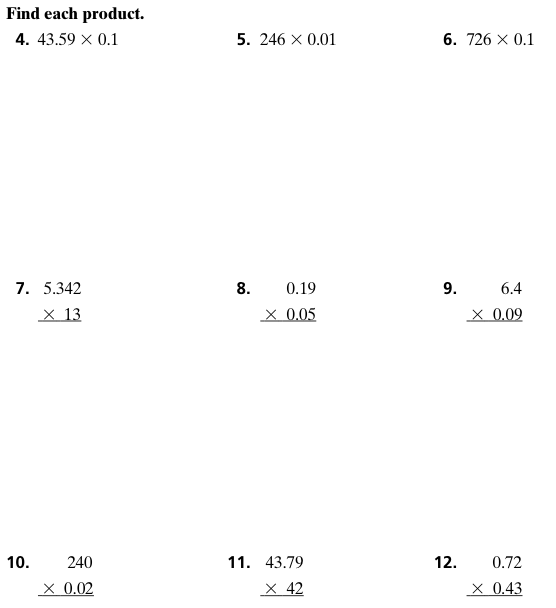 Find each product.
4. 43.59 × 0.1 5. 246 × 0.01 6. 726 × 0.1
7. 5.342 8. 0.19 9. 6.4
× 13 × 0.05 × 0.09
10. 240 11. 43.79 12. 0.72
× 0.02 × 42 × 0.43